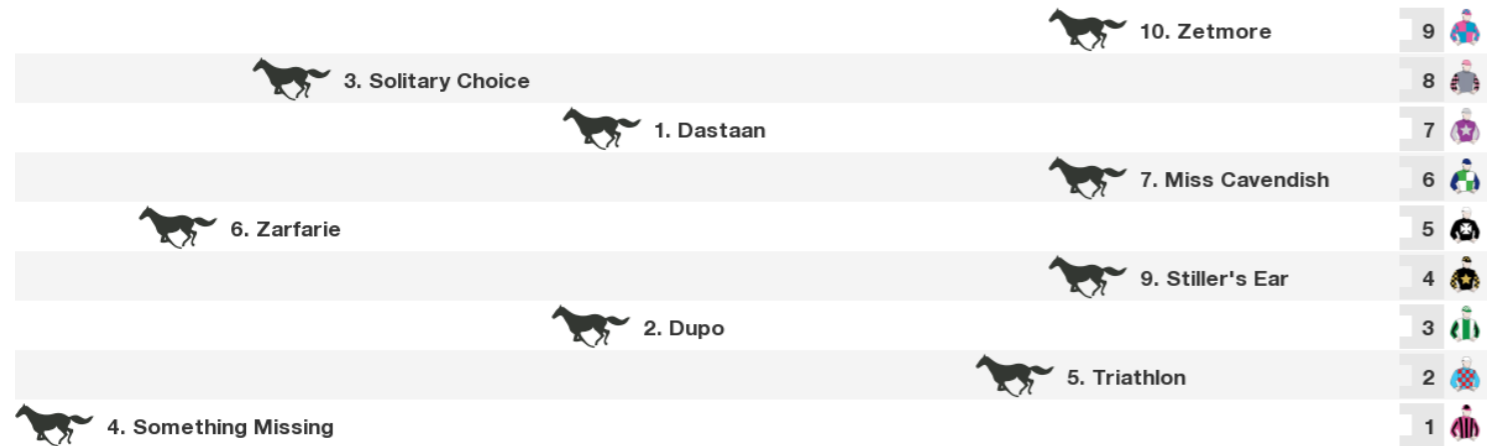 10. Zetmore 9
3. Solitary Choice 8
1. Dastaan 7
7. Miss Cavendish 6
6. Zarfarie 5
9. Stiller's Ear 4
2. Dupo 3
5. Triathlon 2
4. Something Missing 1